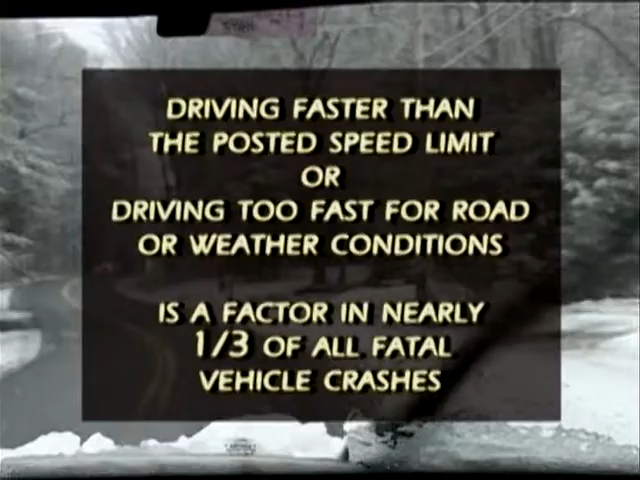 DRIVING FASTER THAN
THE POSTED SPEED LIMIT
OR
DRIVING TOO FAST FOR ROAD
OR WEATHER CONDITIONS
IS A FACTOR IN NEARLY
1/3 OF ALL FATAL
VEHICLE CRASHES